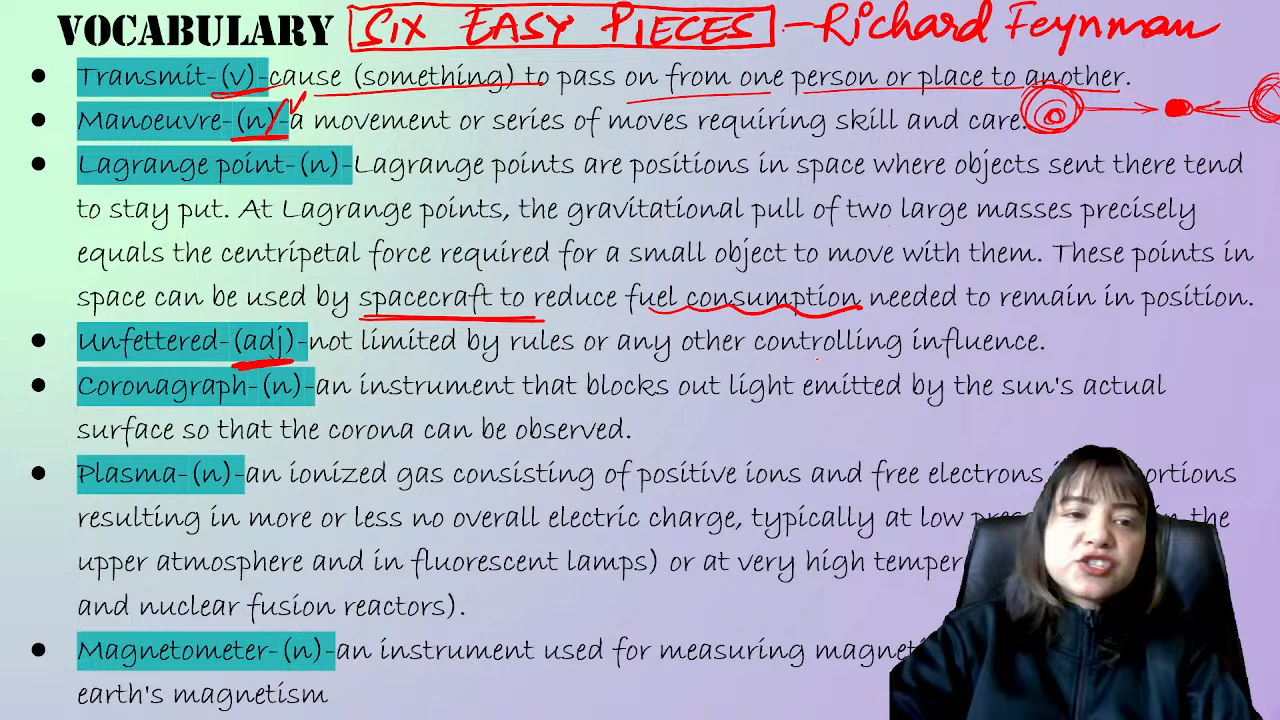 VOCABULARY SIX EASY PIECES - Richard Feynman
• Transmit-(v)-cause (something) to pass on from one person or place to another.
• Manoeuvre-(n)-a movement or series of moves requiring skill and care.
• Lagrange point-(n)-Lagrange points are positions in space where objects sent there tend
to stay put. At Lagrange points, the gravitational pull of two large masses precisely
equals the centripetal force required for a small object to move with them. These points in
space can be used by spacecraft to reduce fuel consumption needed to remain in position.
• Unfettered-(adj)-not limited by rules or any other controlling influence.
• Coronagraph-(n)-an instrument that blocks out light emitted by the sun's actual
surface so that the corona can be observed.
• Plasma-(n)-an ionized gas consisting of positive ions and free electrons
resulting in more or less no overall electric charge, typically at low in the
upper atmosphere and in fluorescent lamps) or at very high
and nuclear fusion reactors).
• Magnetometer-(n)-an instrument used for measuring
earth's magnetism